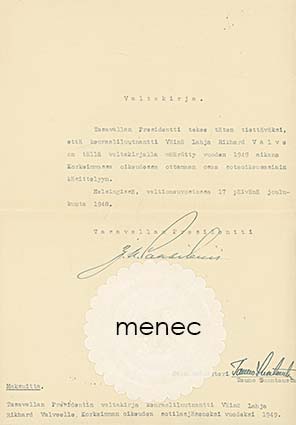 Valtakirja.
Tasavallan Presidentti tekee täten tiettäväksi,
että kenraaliluutnantti Väinö Lahja Rikhard Valve
on tällä valtakirjalla määrätty vuoden 1949 aikana
Korkeimmassa oikeudessa ottamaan osaa sotaoikeusasiain
käsittelyyn.
Helsingissä, valtioneuvostossa 17 päivänä joulu-
kuuta 1948.
Tasavallan Presidentti
menec
Maksutta.
Tasavallan Presidentin valtakirja kenraaliluutnantti Väinö Lahja
Rikhard Valveelle, Korkeimman oikeuden sotilasjäseneksi vuodeksi 1949.